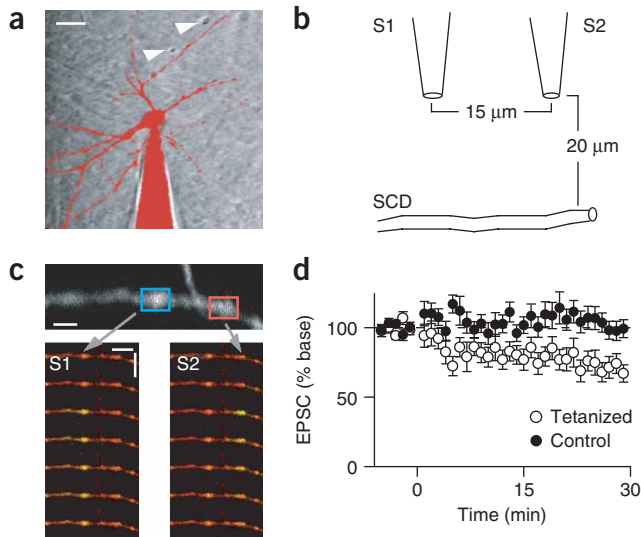 a
b
S1
S2
15 µm
20 µm
SCD
c
S1
S2
d
EPSC (% base)
100
50
0
Tetanized
Control
0
15
30
Time (min)